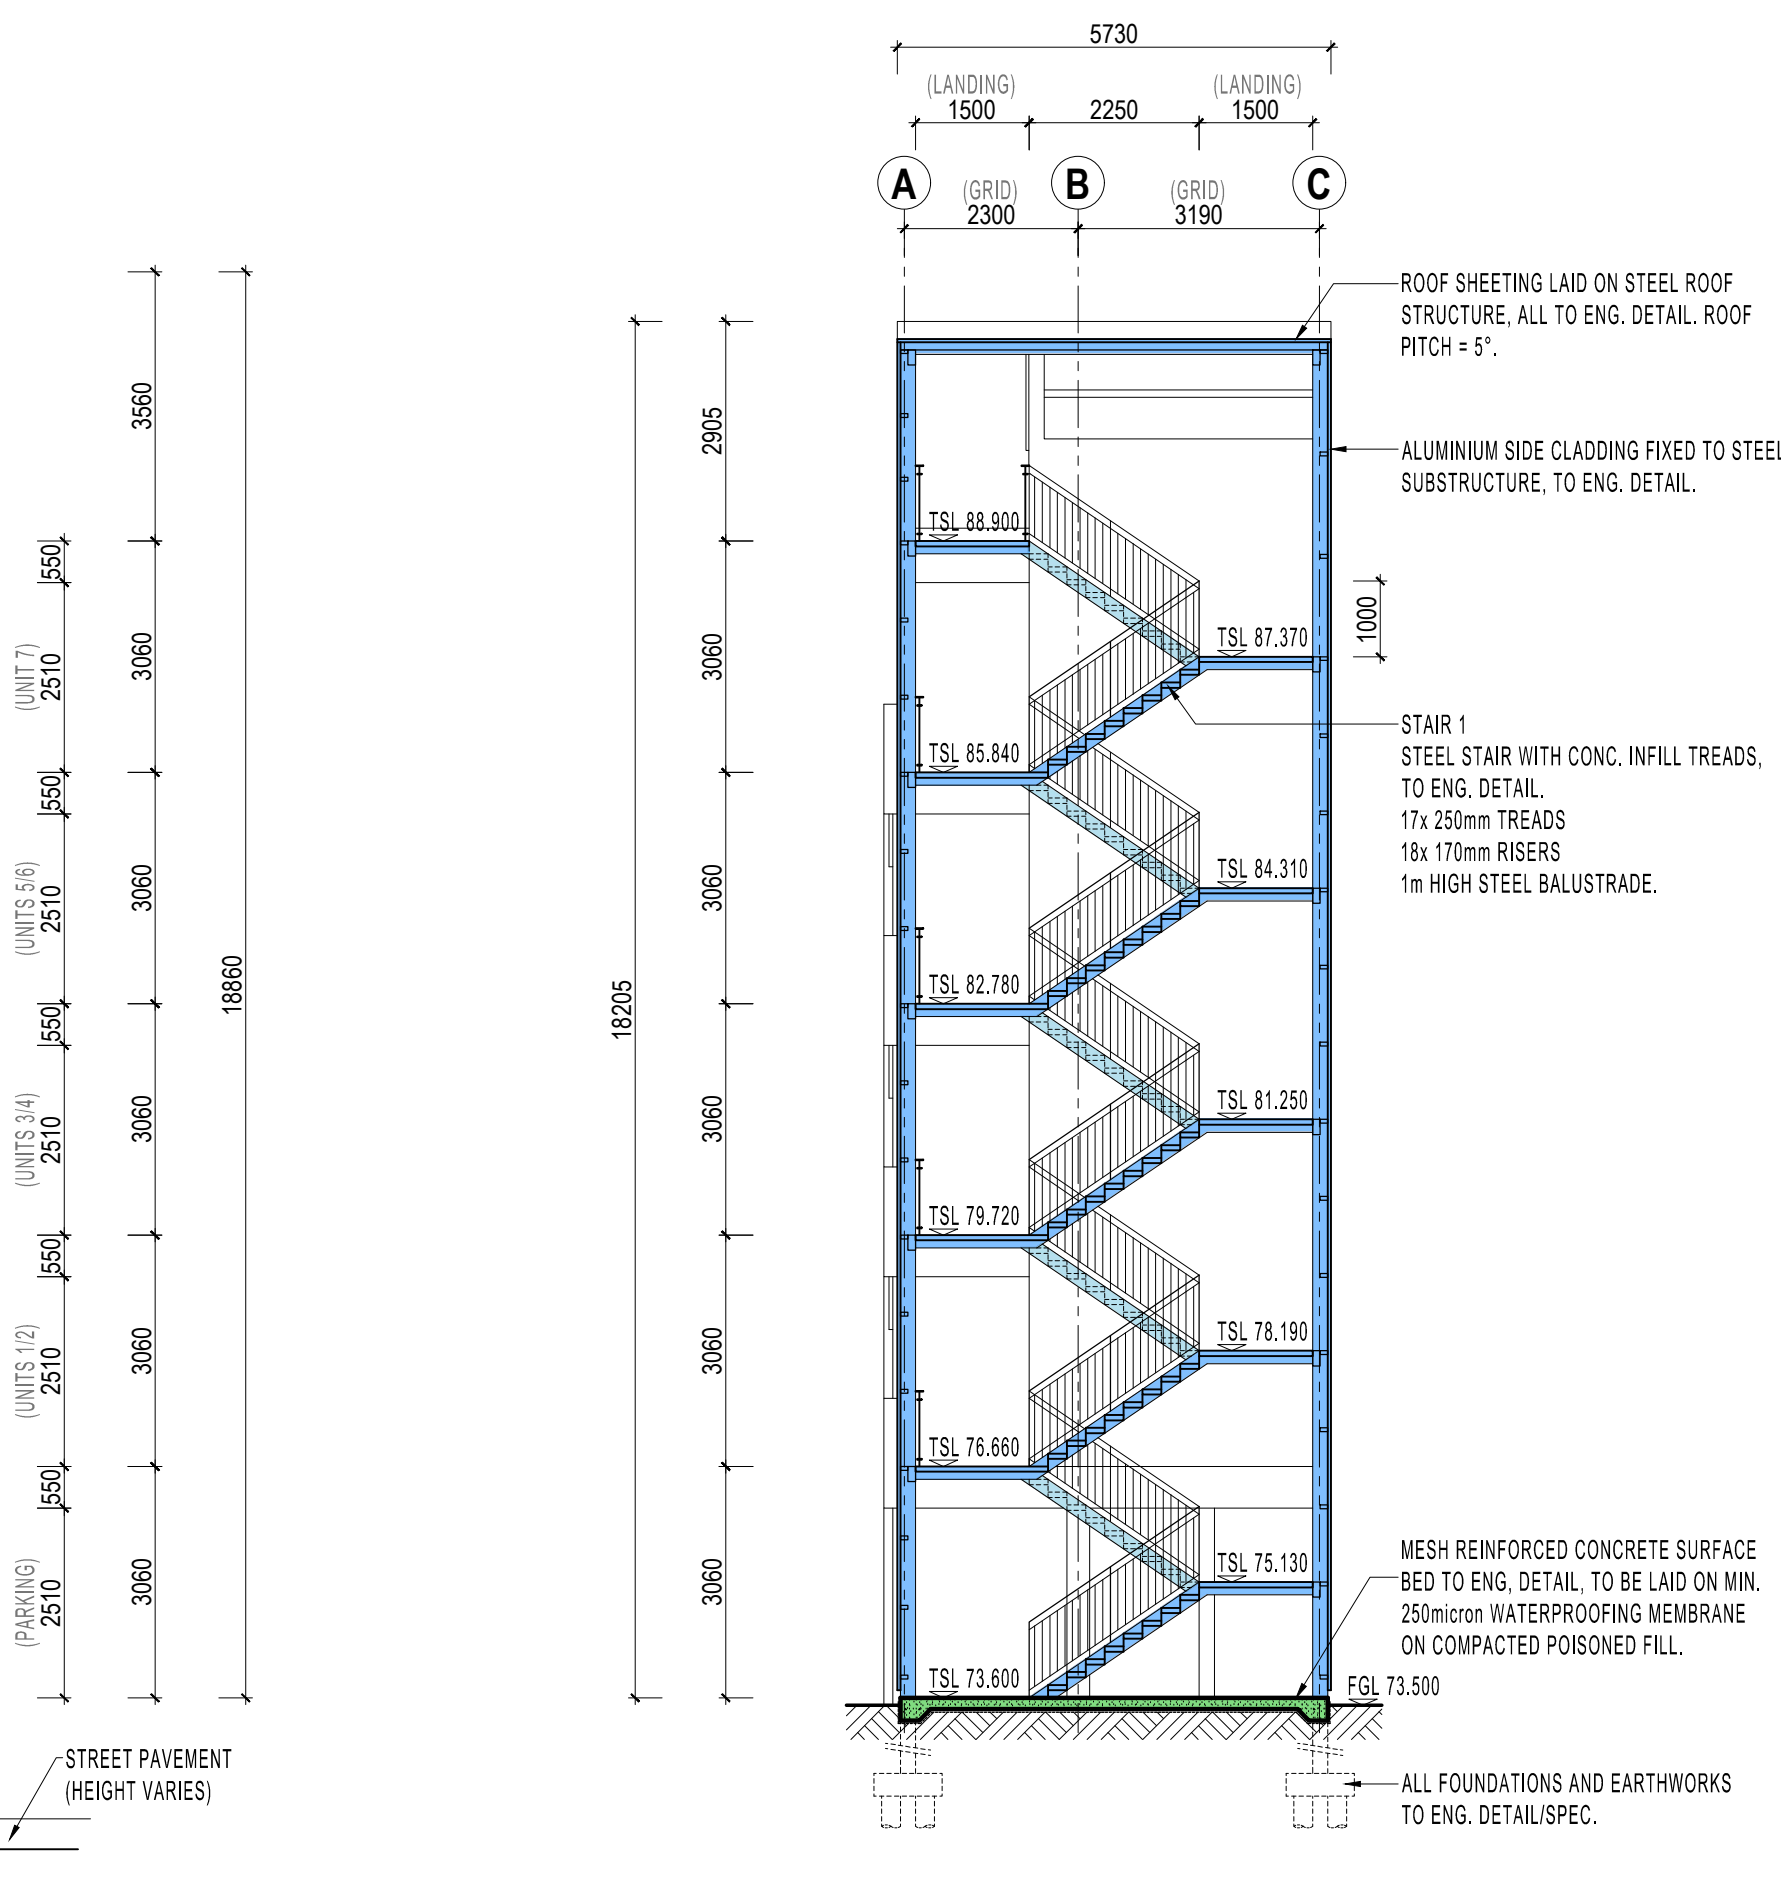 5730
(LANDING)
(LANDING)
1500
2250
1500
A
B
C
(GRID)
(GRID)
2300
3190
ROOF SHEETING LAID ON STEEL ROOF
STRUCTURE, ALL TO ENG. DETAIL. ROOF
PITCH = 5°.
ALUMINIUM SIDE CLADDING FIXED TO STEEL
SUBSTRUCTURE, TO ENG. DETAIL.
3560
2905
TSL 88.900
550
(UNIT 7)
2510
3060
3060
TSL 87.370
1000
STAIR 1
STEEL STAIR WITH CONC. INFILL TREADS,
TO ENG. DETAIL.
17x 250mm TREADS
18x 170mm RISERS
1m HIGH STEEL BALUSTRADE.
TSL 85.840
550
(UNITS 5/6)
2510
3060
3060
TSL 84.310
18860
18205
TSL 82.780
550
(UNITS 3/4)
2510
3060
3060
TSL 81.250
TSL 79.720
550
(UNITS 1/2)
2510
3060
3060
TSL 78.190
TSL 76.660
550
(PARKING)
2510
3060
3060
TSL 75.130
MESH REINFORCED CONCRETE SURFACE
BED TO ENG, DETAIL, TO BE LAID ON MIN.
250micron WATERPROOFING MEMBRANE
ON COMPACTED POISONED FILL.
TSL 73.600
FGL 73.500
STREET PAVEMENT
(HEIGHT VARIES)
ALL FOUNDATIONS AND EARTHWORKS
TO ENG. DETAIL/SPEC.